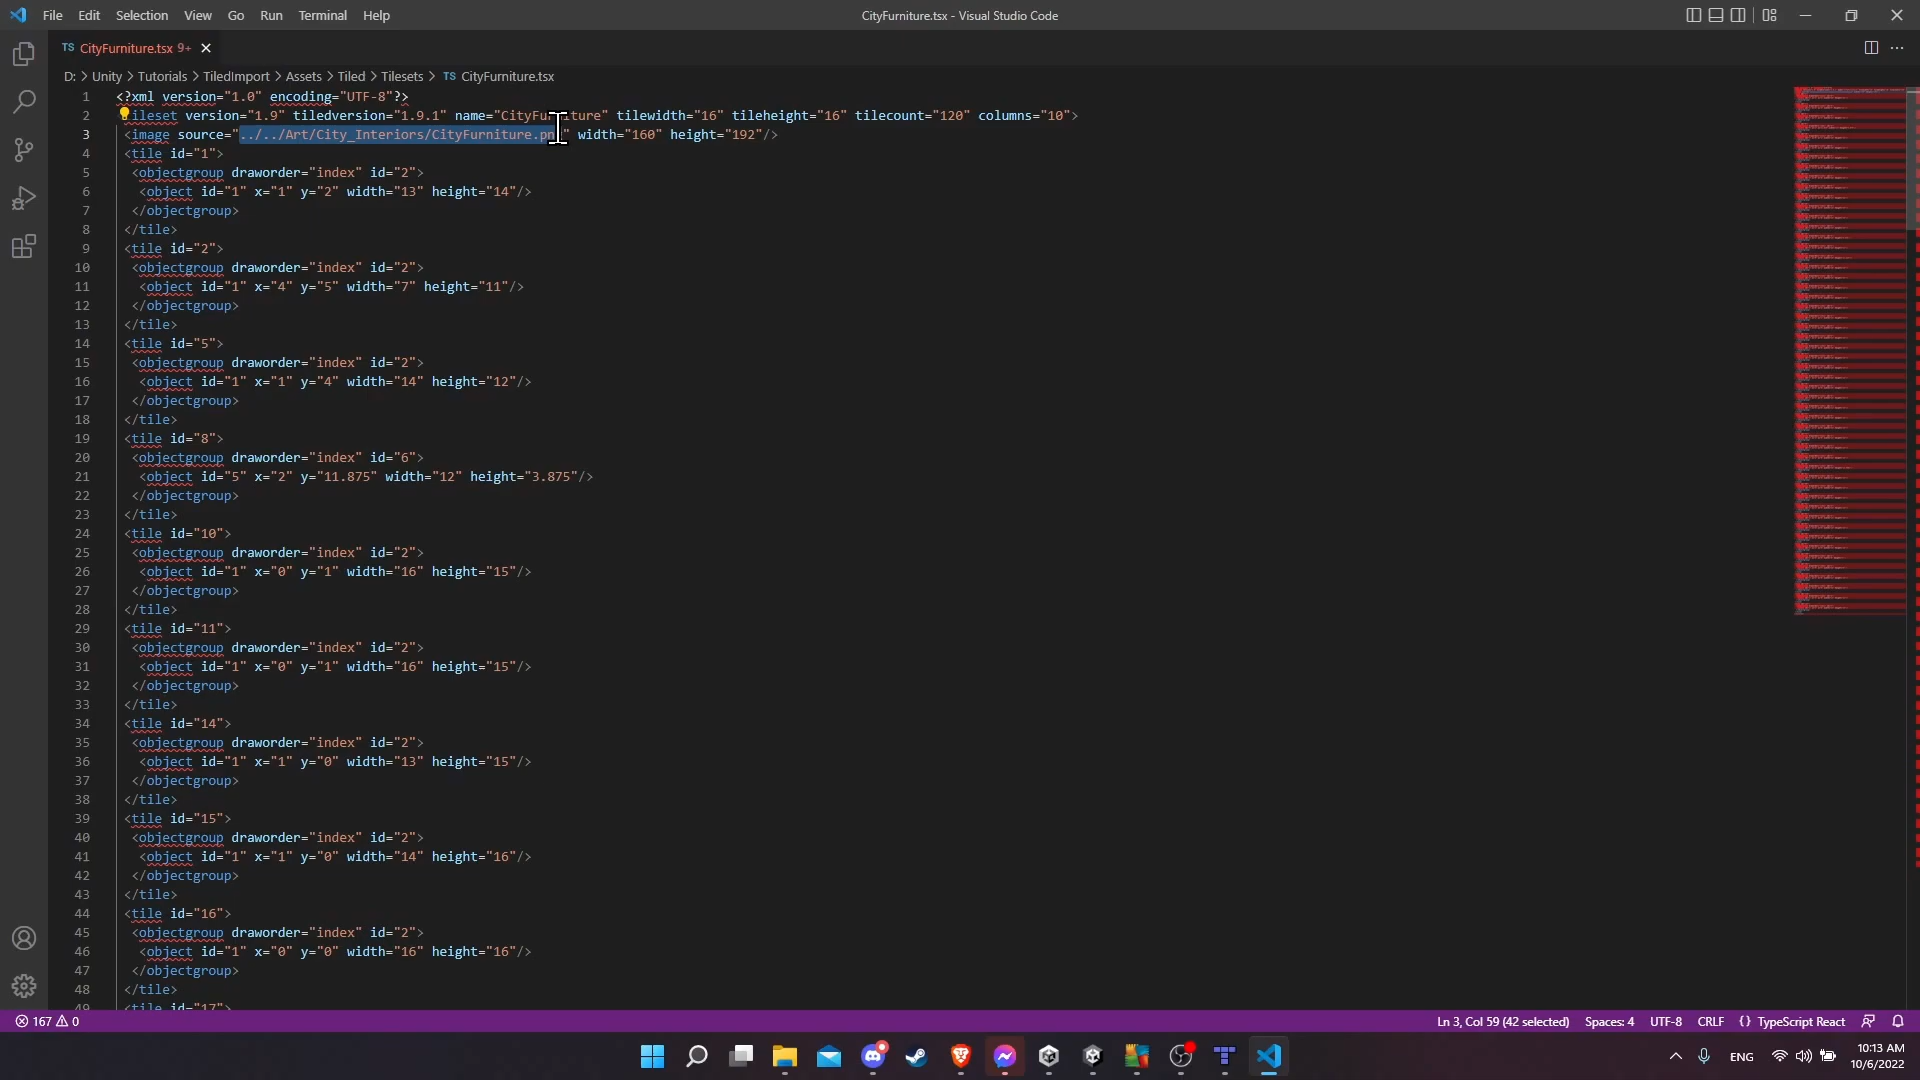 File Edit Selection View Go Run Terminal Help CityFurniture.tsx - Visual Studio Code
TS CityFurniture.tsx 9+
D: > Unity > Tutorials > TiledImport > Assets > Tiled > Tilesets > TS CityFurniture.tsx
1 <?xml version="1.0" encoding="UTF-8"?>
2 ileset version="1.9" tiledversion="1.9.1" name="CityFurniture" tilewidth="16" tileheight="16" tilecount="120" columns="10">
3 <image source="../../Art/City_Interiors/CityFurniture.png" width="160" height="192"/>
4 <tile id="1">
5 <objectgroup draworder="index" id="2">
6 <object id="1" x="1" y="2" width="13" height="14"/>
7 </objectgroup>
8 </tile>
9 <tile id="2">
10 <objectgroup draworder="index" id="2">
11 <object id="1" x="4" y="5" width="7" height="11"/>
12 </objectgroup>
13 </tile>
14 <tile id="5">
15 <objectgroup draworder="index" id="2">
16 <object id="1" x="1" y="4" width="14" height="12"/>
17 </objectgroup>
18 </tile>
19 <tile id="8">
20 <objectgroup draworder="index" id="6">
21 <object id="5" x="2" y="11.875" width="12" height="3.875"/>
22 </objectgroup>
23 </tile>
24 <tile id="10">
25 <objectgroup draworder="index" id="2">
26 <object id="1" x="0" y="1" width="16" height="15"/>
27 </objectgroup>
28 </tile>
29 <tile id="11">
30 <objectgroup draworder="index" id="2">
31 <object id="1" x="0" y="1" width="16" height="15"/>
32 </objectgroup>
33 </tile>
34 <tile id="14">
35 <objectgroup draworder="index" id="2">
36 <object id="1" x="1" y="0" width="13" height="15"/>
37 </objectgroup>
38 </tile>
39 <tile id="15">
40 <objectgroup draworder="index" id="2">
41 <object id="1" x="1" y="0" width="14" height="16"/>
42 </objectgroup>
43 </tile>
44 <tile id="16">
45 <objectgroup draworder="index" id="2">
46 <object id="1" x="0" y="0" width="16" height="16"/>
47 </objectgroup>
48 </tile>
49 <tile id="17">
167 0 Ln 3, Col 59 (42 selected) Spaces: 4 UTF-8 CRLF {} TypeScript React
ENG 10:13 AM
10/6/2022